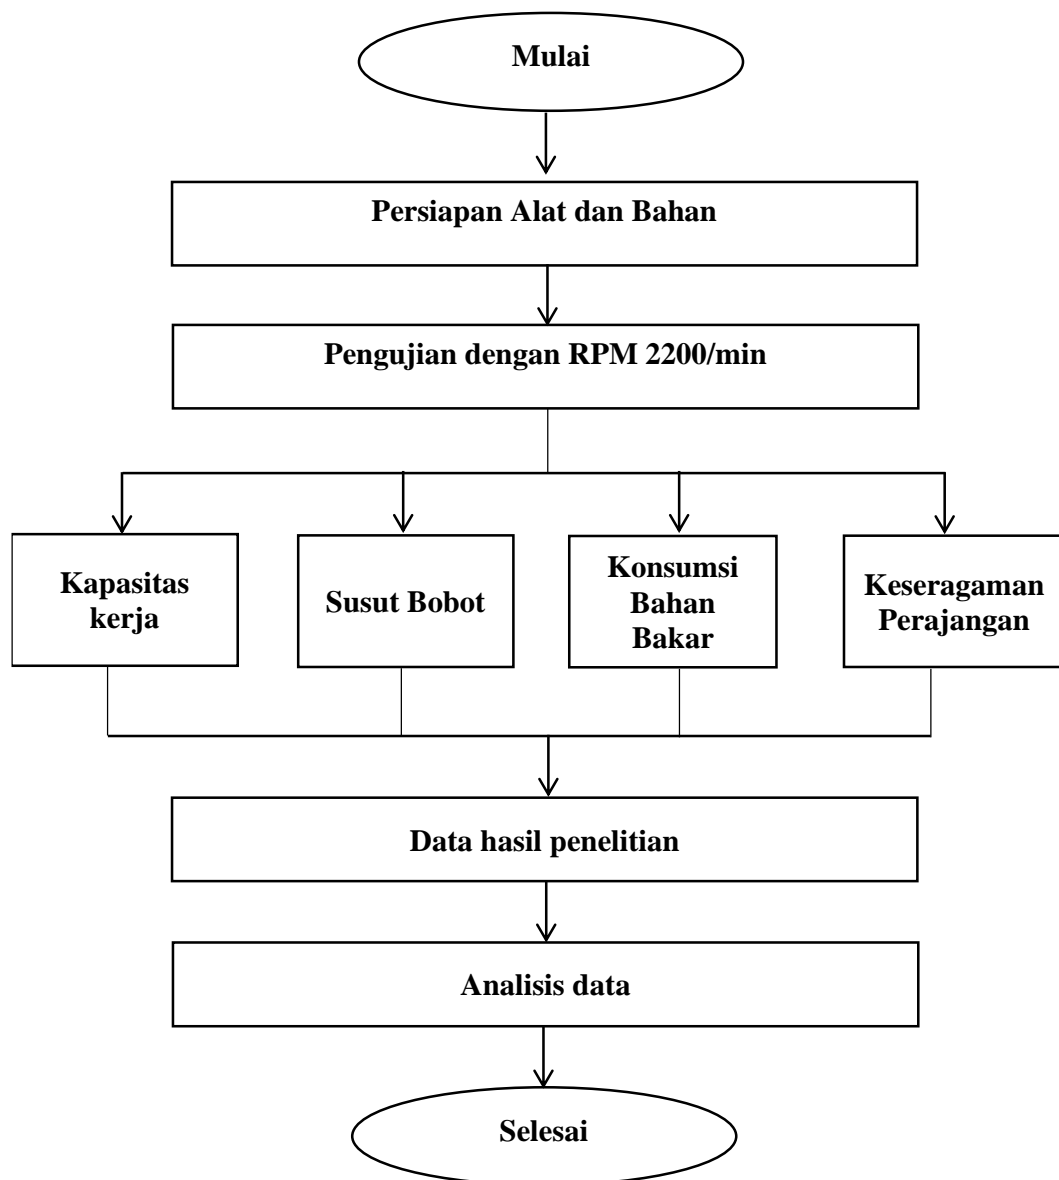 Mulai
Persiapan Alat dan Bahan
Pengujian dengan RPM 2200/min
Kapasitas
kerja
Susut Bobot
Konsumsi
Bahan
Bakar
Keseragaman
Perajangan
Data hasil penelitian
Analisis data
Selesai